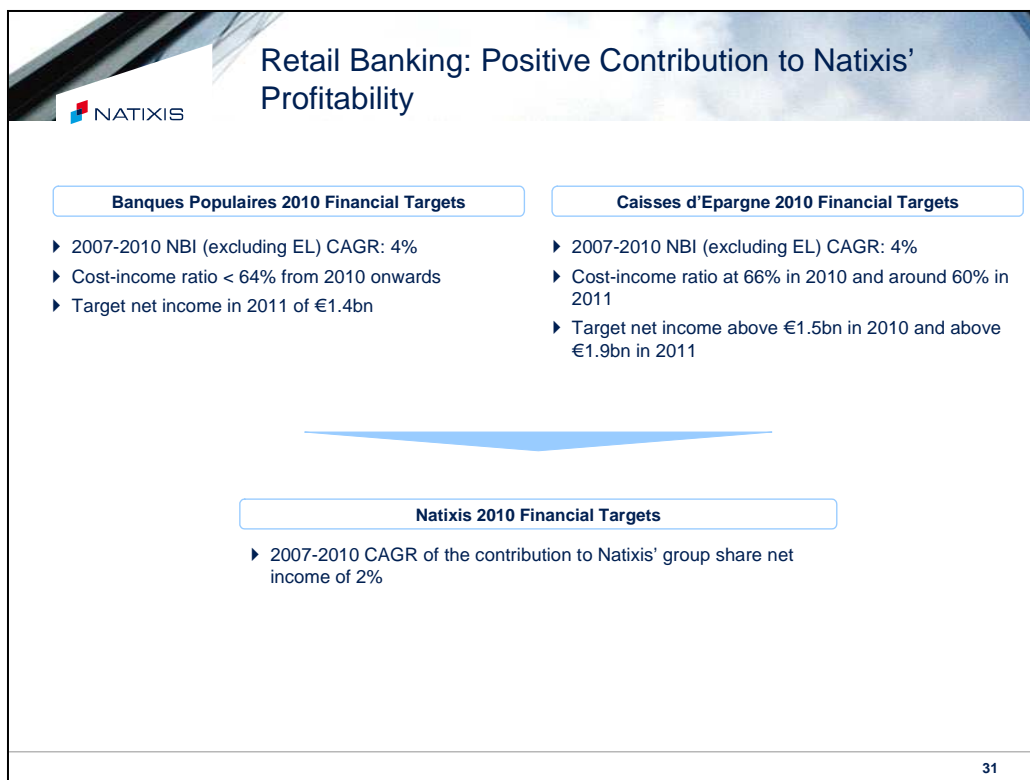 Retail Banking: Positive Contribution to Natixis'
Profitability
NATIXIS
Banques Populaires 2010 Financial Targets
2007-2010 NBI (excluding EL) CAGR: 4%
Cost-income ratio < 64% from 2010 onwards
Target net income in 2011 of €1.4bn
Caisses d'Epargne 2010 Financial Targets
2007-2010 NBI (excluding EL) CAGR: 4%
Cost-income ratio at 66% in 2010 and around 60% in
2011
Target net income above €1.5bn in 2010 and above
€1.9bn in 2011
Natixis 2010 Financial Targets
2007-2010 CAGR of the contribution to Natixis' group share net
income of 2%
31